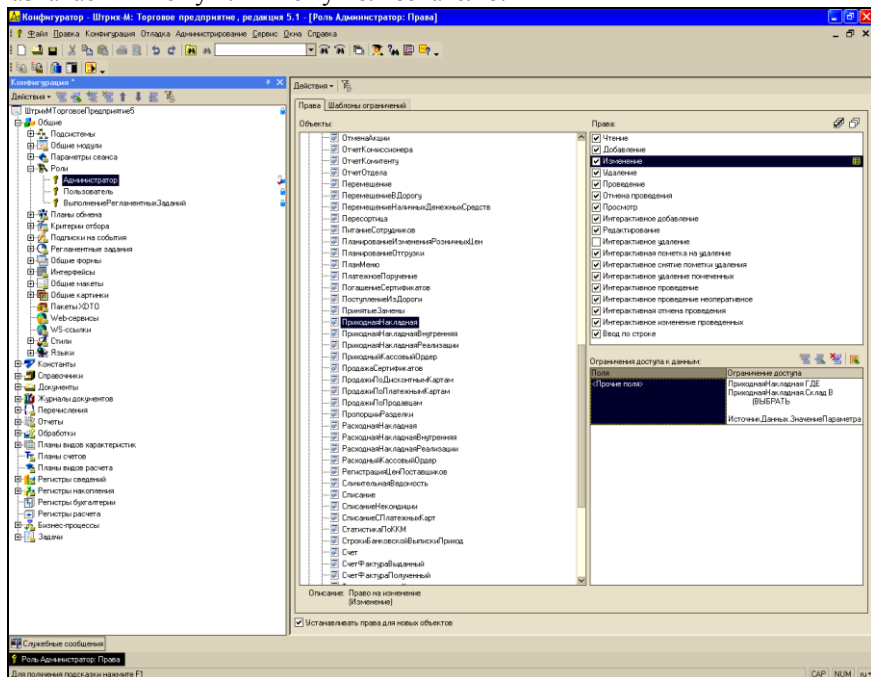 Конфигуратор - Штрих-М: Торговое предприятие, редакция 5.1 - [Роль Администратор: Права]
Файл Правка Конфигурация Отладка Администрирование Сервис Окна Справка
Конфигурация *
Действия
ШтрихМТорговоеПредприятие5
Общие
Подсистемы
Общие модули
Параметры сеанса
Роли
Администратор
Пользователь
ВыполнениеРегламентныхЗаданий
Планы обмена
Критерии отбора
Подписки на события
Регламентные задания
Общие формы
Интерфейсы
Общие макеты
Общие картинки
Пакеты XDTO
Web-сервисы
WS-ссылки
Стили
Языки
Константы
Справочники
Документы
Журналы документов
Перечисления
Отчеты
Обработки
Планы видов характеристик
Планы счетов
Планы видов расчета
Регистры сведений
Регистры накопления
Регистры бухгалтерии
Регистры расчета
Бизнес-процессы
Задачи
Действия
Права Шаблоны ограничений
Объекты:
ОтменаАкции
ОтчетКомиссионера
ОтчетКомитенту
ОтчетОтдела
Перемещение
ПеремещениеВДорогу
ПеремещениеНаличныхДенежныхСредств
Пересортица
ПитаниеСотрудников
ПланированиеИзмененияРозничныхЦен
ПланированиеОтгрузки
ПланМеню
ПлатежноеПоручение
ПогашениеСертификатов
ПоступлениеИзДороги
ПринятыеЗамены
ПриходнаяНакладная
ПриходнаяНакладнаяВнутренняя
ПриходнаяНакладнаяРеализации
ПриходныйКассовыйОрдер
ПродажаСертификатов
ПродажиПоДисконтнымКартам
ПродажиПоПлатежнымКартам
ПродажиПоПродавцам
ПропорцииРазделки
РасходнаяНакладная
РасходнаяНакладнаяВнутренняя
РасходнаяНакладнаяРеализации
РасходныйКассовыйОрдер
РегистрацияЦенПоставщиков
СличительнаяВедомость
Списание
СписаниеНекондиции
СписаниеСПлатежныхКарт
СтатистикаПоККМ
СтрокиБанковскойВыпискиПриход
Счет
СчетФактураВыданный
СчетФактураПолученный
Описание: Право на изменение
(Изменение)
Устанавливать права для новых объектов
Права:
Чтение
Добавление
Изменение
Удаление
Проведение
Отмена проведения
Просмотр
Интерактивное добавление
Редактирование
Интерактивное удаление
Интерактивная пометка на удаление
Интерактивное снятие пометки удаления
Интерактивное удаление помеченных
Интерактивное проведение
Интерактивное проведение неоперативное
Интерактивная отмена проведения
Интерактивное изменение проведенных
Ввод по строке
Ограничения доступа к данным:
Поля Ограничение доступа
<Прочие поля> ПриходнаяНакладная ГДЕ
ПриходнаяНакладная.Склад В
(ВЫБРАТЬ
ИсточникДанных.ЗначениеПараметра
Служебные сообщения
Роль Администратор: Права
Для получения подсказки нажмите F1
CAP NUM ru